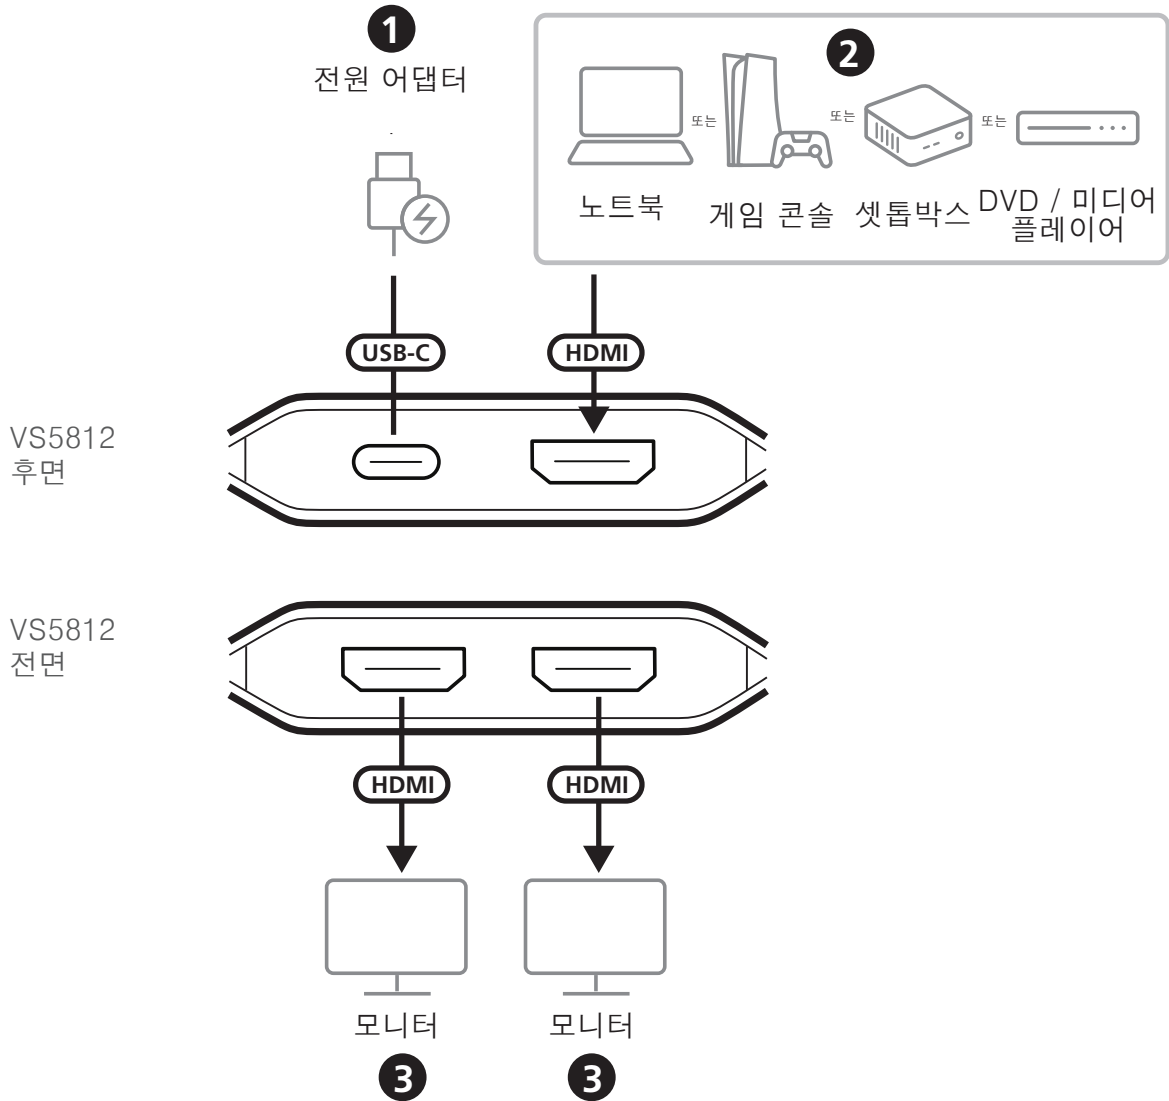 1
전원 어댑터
2
또는
또는
또는
노트북
게임 콘솔
셋톱박스
DVD / 미디어
플레이어
USB-C
HDMI
VS5812
후면
VS5812
전면
HDMI
HDMI
모니터
모니터
3
3